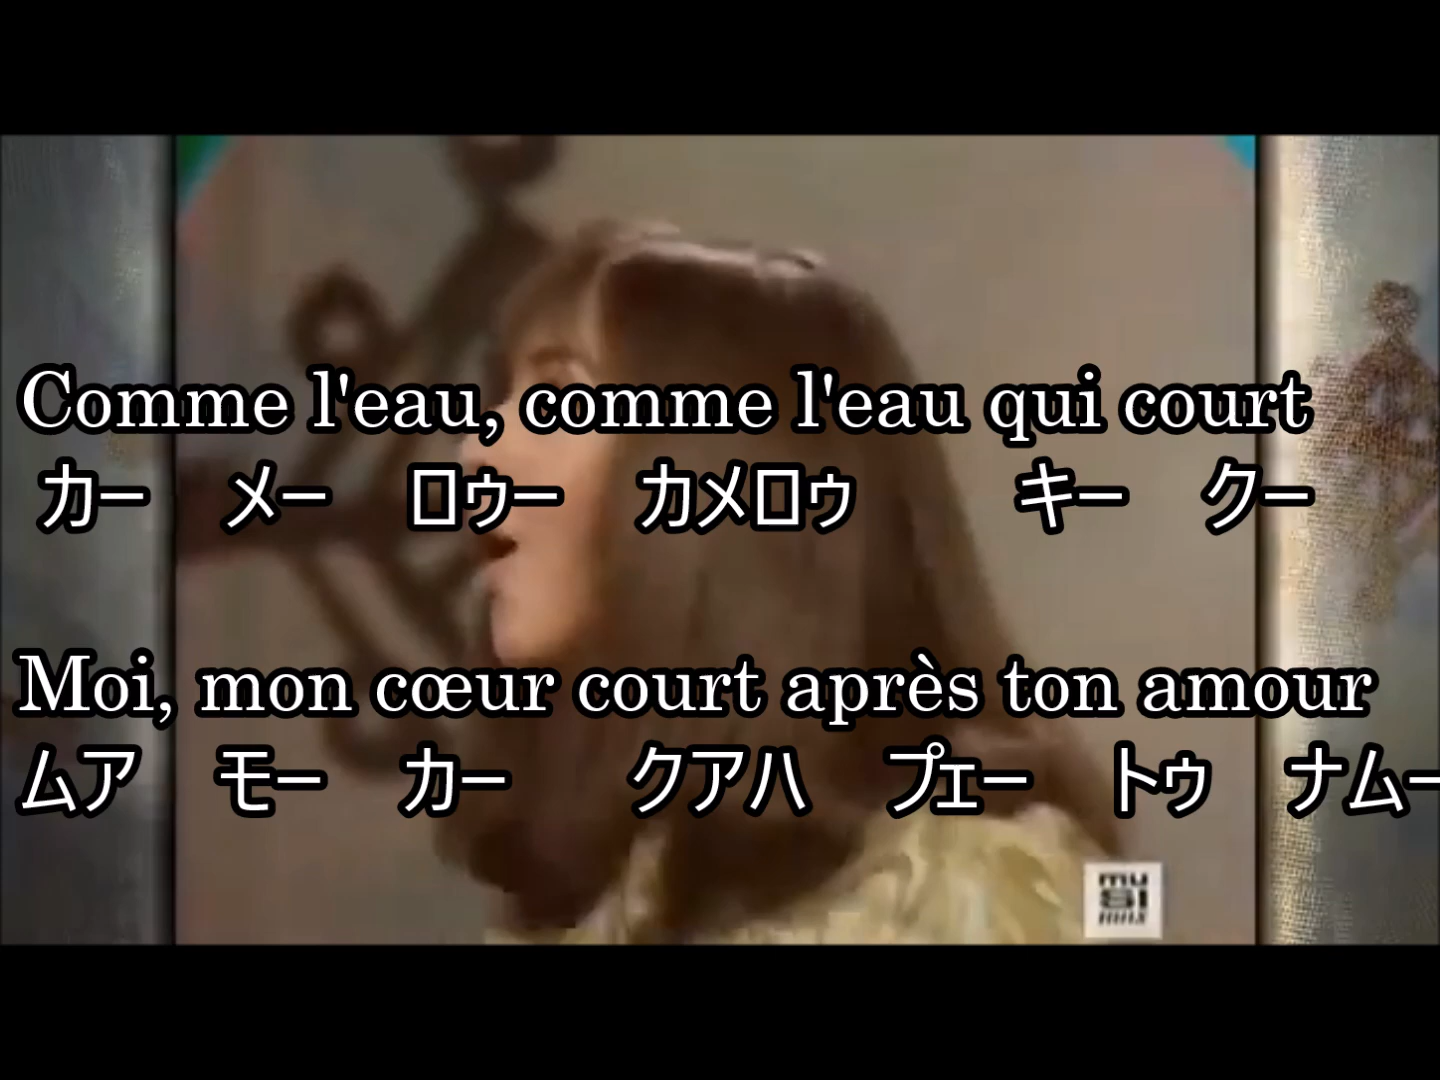 Comme l'eau, comme l'eau qui court
カー メー ロゥー カメロゥ キー クー
Moi, mon cœur court après ton amour
ムア モー カー クアハ プェー トゥ ナムー
mu
si